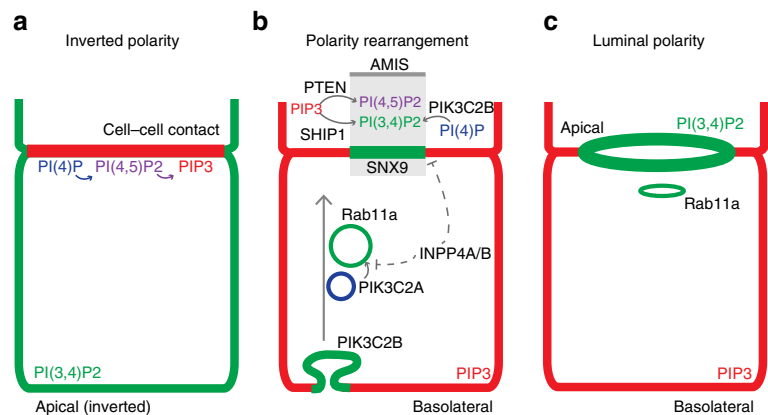 a
Inverted polarity
Cell–cell contact
PI(4)P PI(4,5)P2 PIP3
PI(3,4)P2
Apical (inverted)
b
Polarity rearrangement
AMIS
PTEN
PIP3
PI(4,5)P2
PIK3C2B
PI(3,4)P2
PI(4)P
SHIP1
SNX9
Rab11a
INPP4A/B
PIK3C2A
PIK3C2B
PIP3
Basolateral
c
Luminal polarity
Apical
PI(3,4)P2
Rab11a
PIP3
Basolateral